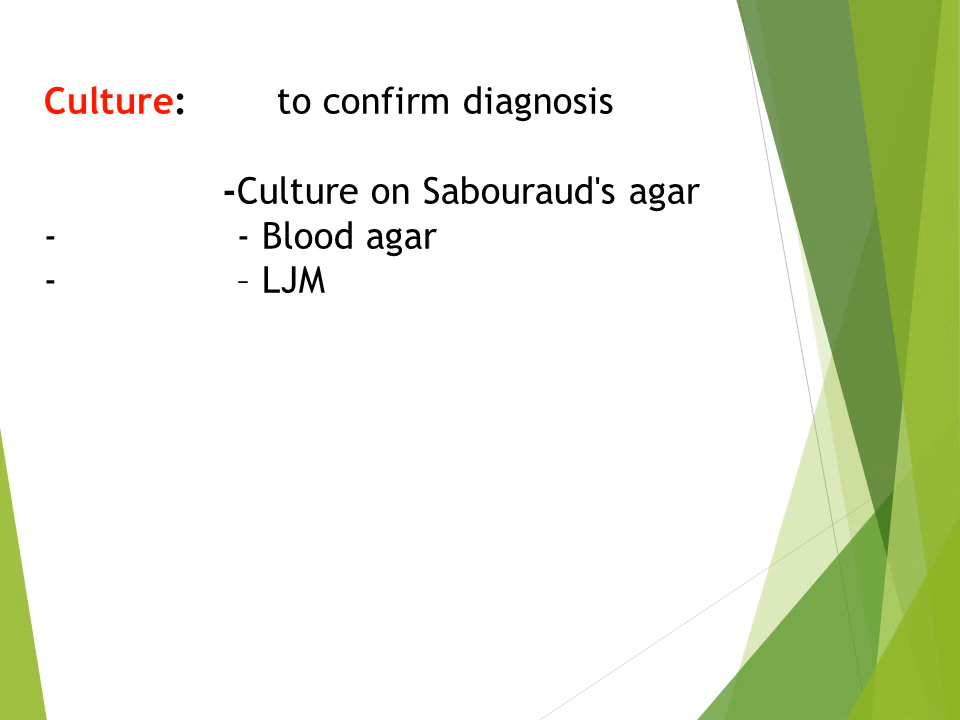 Culture: to confirm diagnosis
-Culture on Sabouraud's agar
- - Blood agar
- – LJM